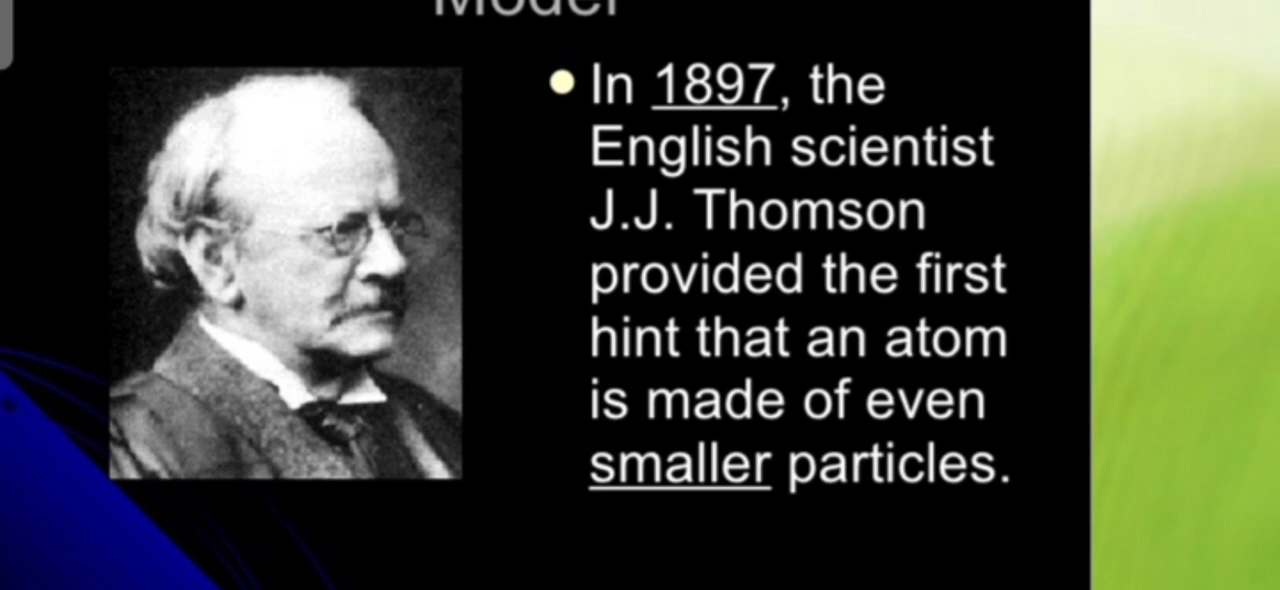 Model
In 1897, the
English scientist
J.J. Thomson
provided the first
hint that an atom
is made of even
smaller particles.